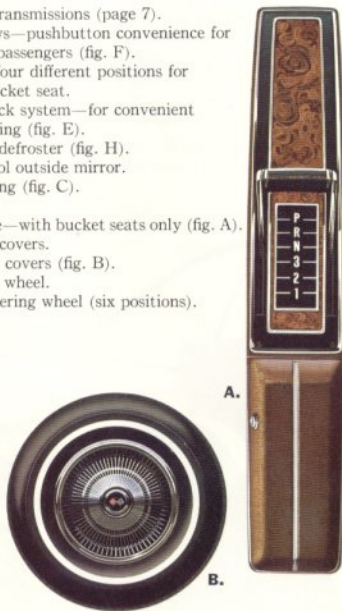 ransmissions (page 7).
s—pushbutton convenience for
passengers (fig. F).
our different positions for
cket seat.
ck system—for convenient
ing (fig. E).
defroster (fig. H).
ol outside mirror.
ng (fig. C).
e—with bucket seats only (fig. A).
covers.
covers (fig. B).
wheel.
ering wheel (six positions).
P
R
N
3
2
1
A.
B.